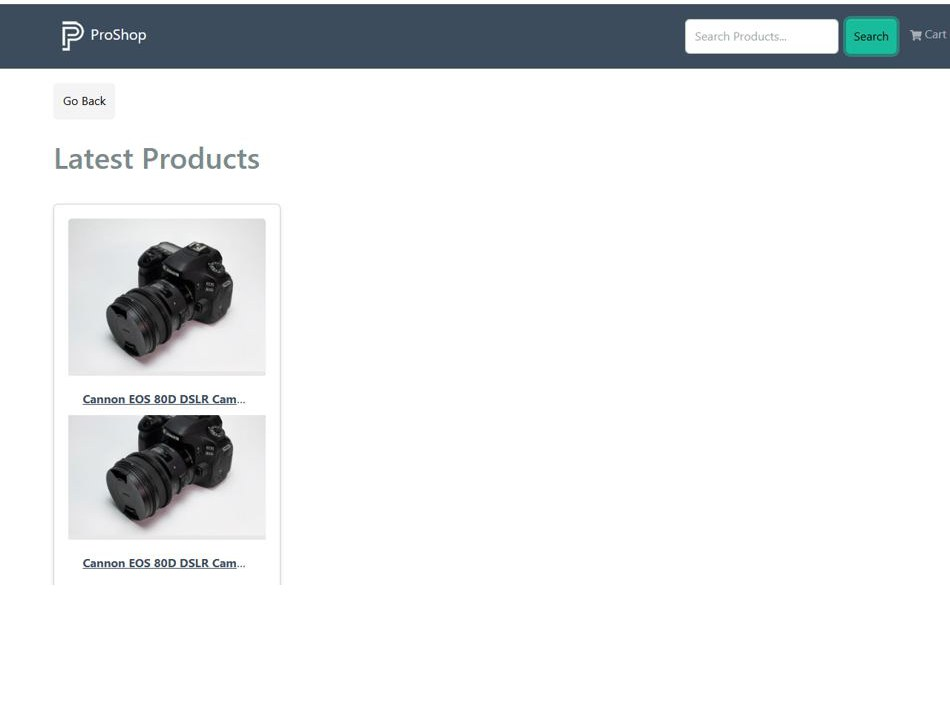 ProShop
Search Products...
Search
Cart
Go Back
Latest Products
Cannon EOS 80D DSLR Cam...
Cannon EOS 80D DSLR Cam...